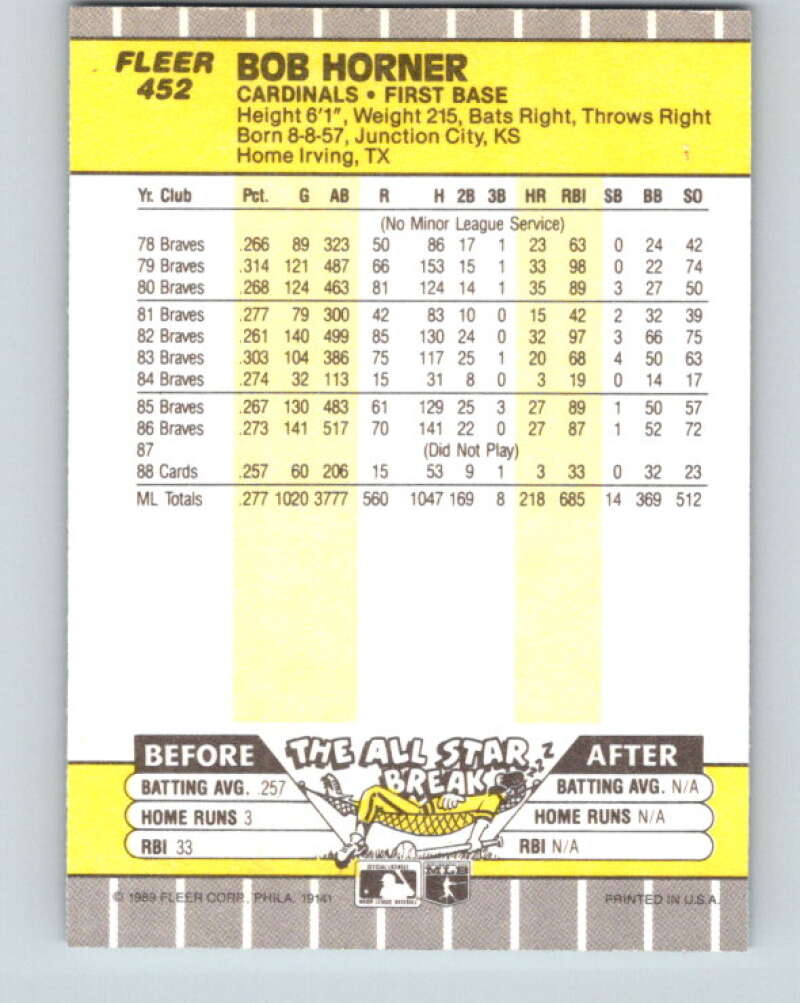 FLEER BOB HORNER
452 CARDINALS • FIRST BASE
Height 6'1", Weight 215, Bats Right, Throws Right
Born 8-8-57, Junction City, KS
Home Irving, TX
Yr. Club Pct. G AB R H 2B 3B HR RBI SB BB SO
(No Minor League Service)
78 Braves .266 89 323 50 86 17 1 23 63 0 24 42
79 Braves .314 121 487 66 153 15 1 33 98 0 22 74
80 Braves .268 124 463 81 124 14 1 35 89 3 27 50
81 Braves .277 79 300 42 83 10 0 15 42 2 32 39
82 Braves .261 140 499 85 130 24 0 32 97 3 66 75
83 Braves .303 104 386 75 117 25 1 20 68 4 50 63
84 Braves .274 32 113 15 31 8 0 3 19 0 14 17
85 Braves .267 130 483 61 129 25 3 27 89 1 50 57
86 Braves .273 141 517 70 141 22 0 27 87 1 52 72
87 (Did Not Play)
88 Cards .257 60 206 15 53 9 1 3 33 0 32 23
ML Totals .277 1020 3777 560 1047 169 8 218 685 14 369 512
BEFORE THE ALL STAR BREAK ZZZ AFTER
BATTING AVG. .257 BATTING AVG. N/A
HOME RUNS 3 HOME RUNS N/A
RBI 33 RBI N/A
OFFICIAL LICENSEE MLB
MAJOR LEAGUE BASEBALL
© 1989 FLEER CORP., PHILA. 19141 PRINTED IN U.S.A.